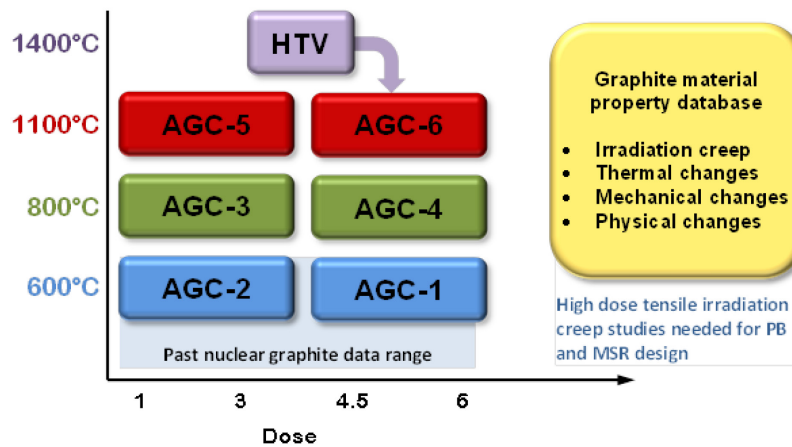 1400°C
HTV
1100°C
AGC-5
AGC-6
800°C
AGC-3
AGC-4
600°C
AGC-2
AGC-1
Past nuclear graphite data range
1 3 4.5 6
Dose
Graphite material
property database
• Irradiation creep
• Thermal changes
• Mechanical changes
• Physical changes
High dose tensile irradiation
creep studies needed for PB
and MSR design